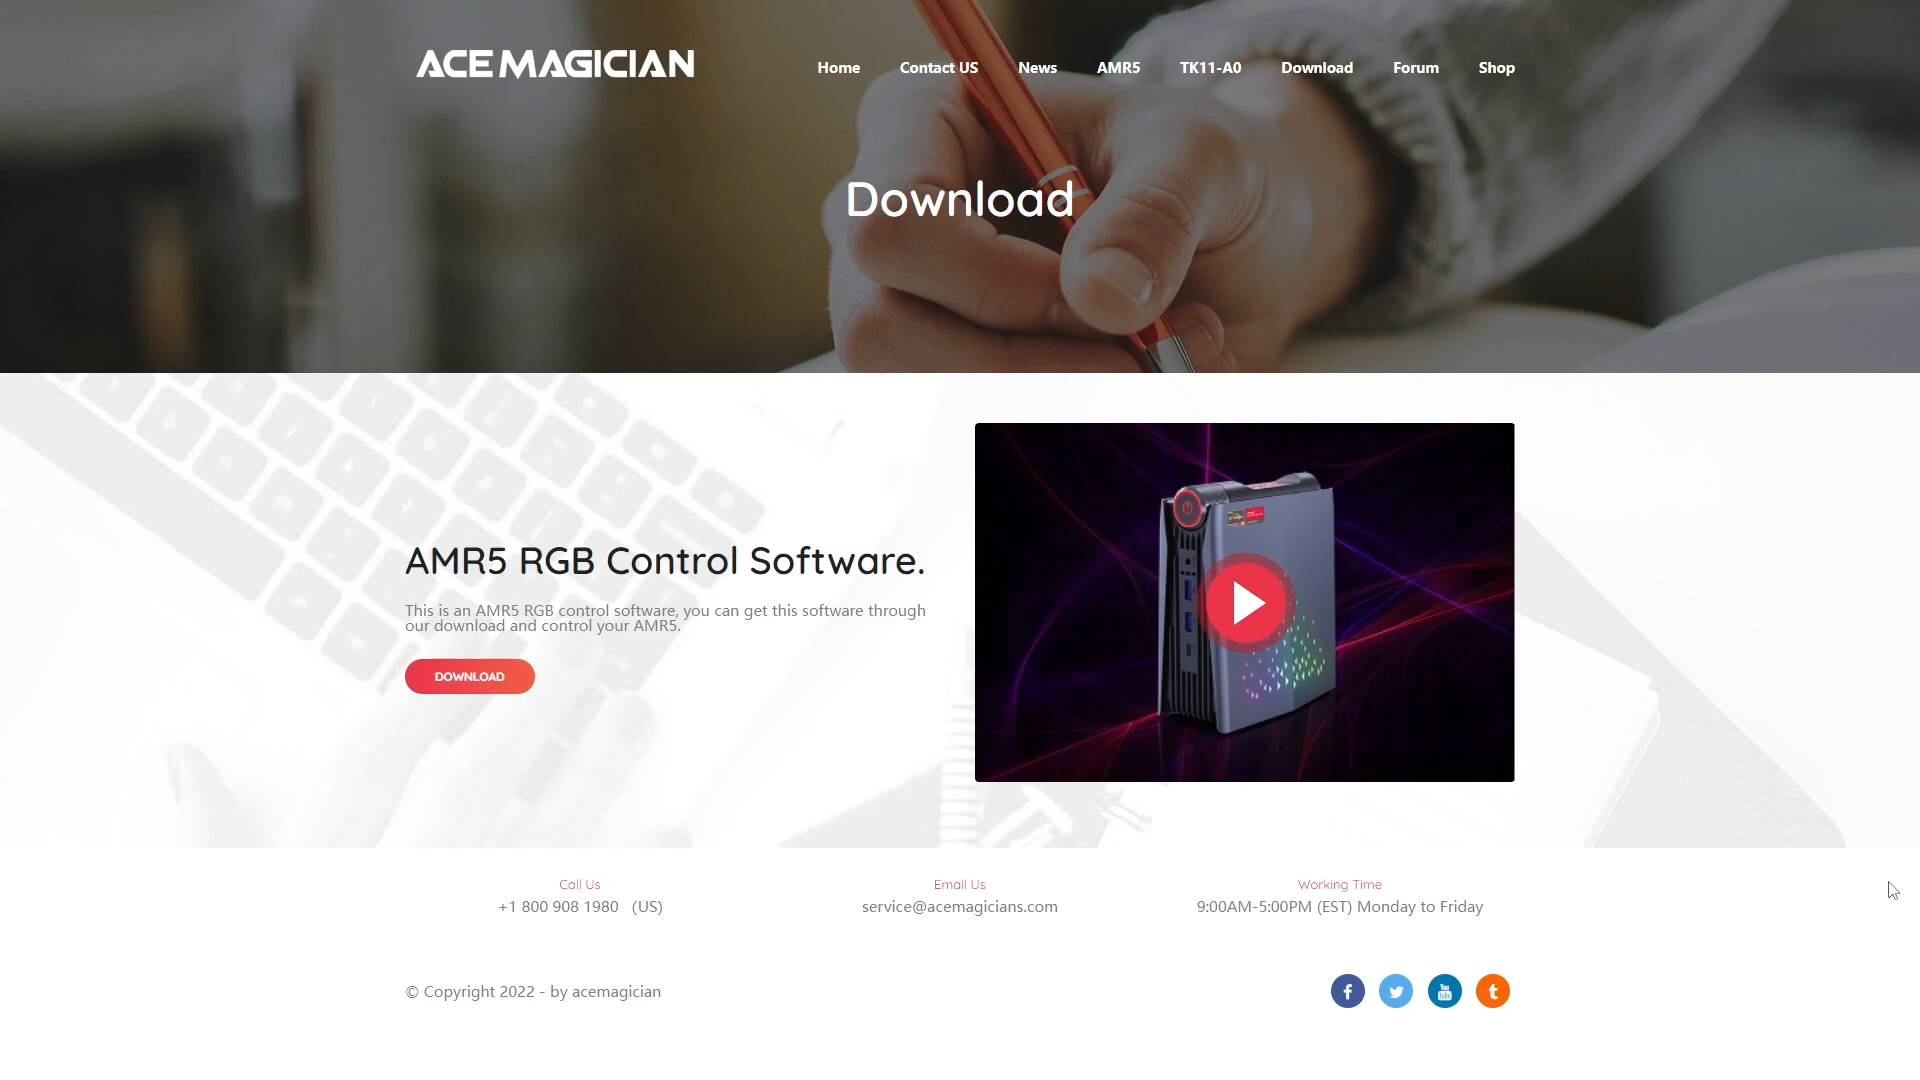 ACEMAGICIAN
Home Contact US News AMR5 TK11-A0 Download Forum Shop
Download
AMR5 RGB Control Software.
This is an AMR5 RGB control software, you can get this software through
our download and control your AMR5.
DOWNLOAD
Call Us
+1 800 908 1980 (US)
Email Us
service@acemagicians.com
Working Time
9:00AM-5:00PM (EST) Monday to Friday
© Copyright 2022 - by acemagician